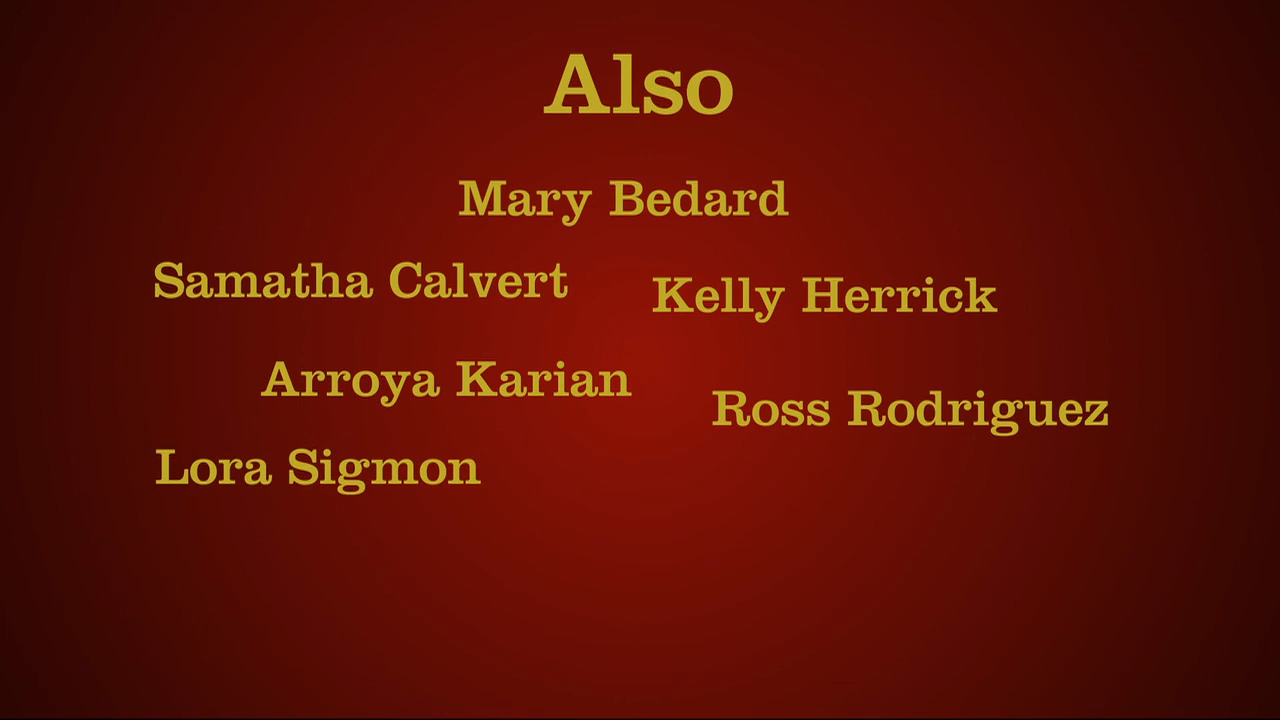 Also
Mary Bedard
Samatha Calvert
Kelly Herrick
Arroya Karian
Ross Rodriguez
Lora Sigmon